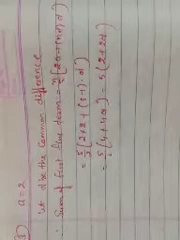 a=2
let d be the common difference
∴ Sum of first five terms = n/2 [2a+(n-1)d]
= 5/2 [2×2+(5-1)·d]
= 5/2 [4+4d] = 5(2+2d)